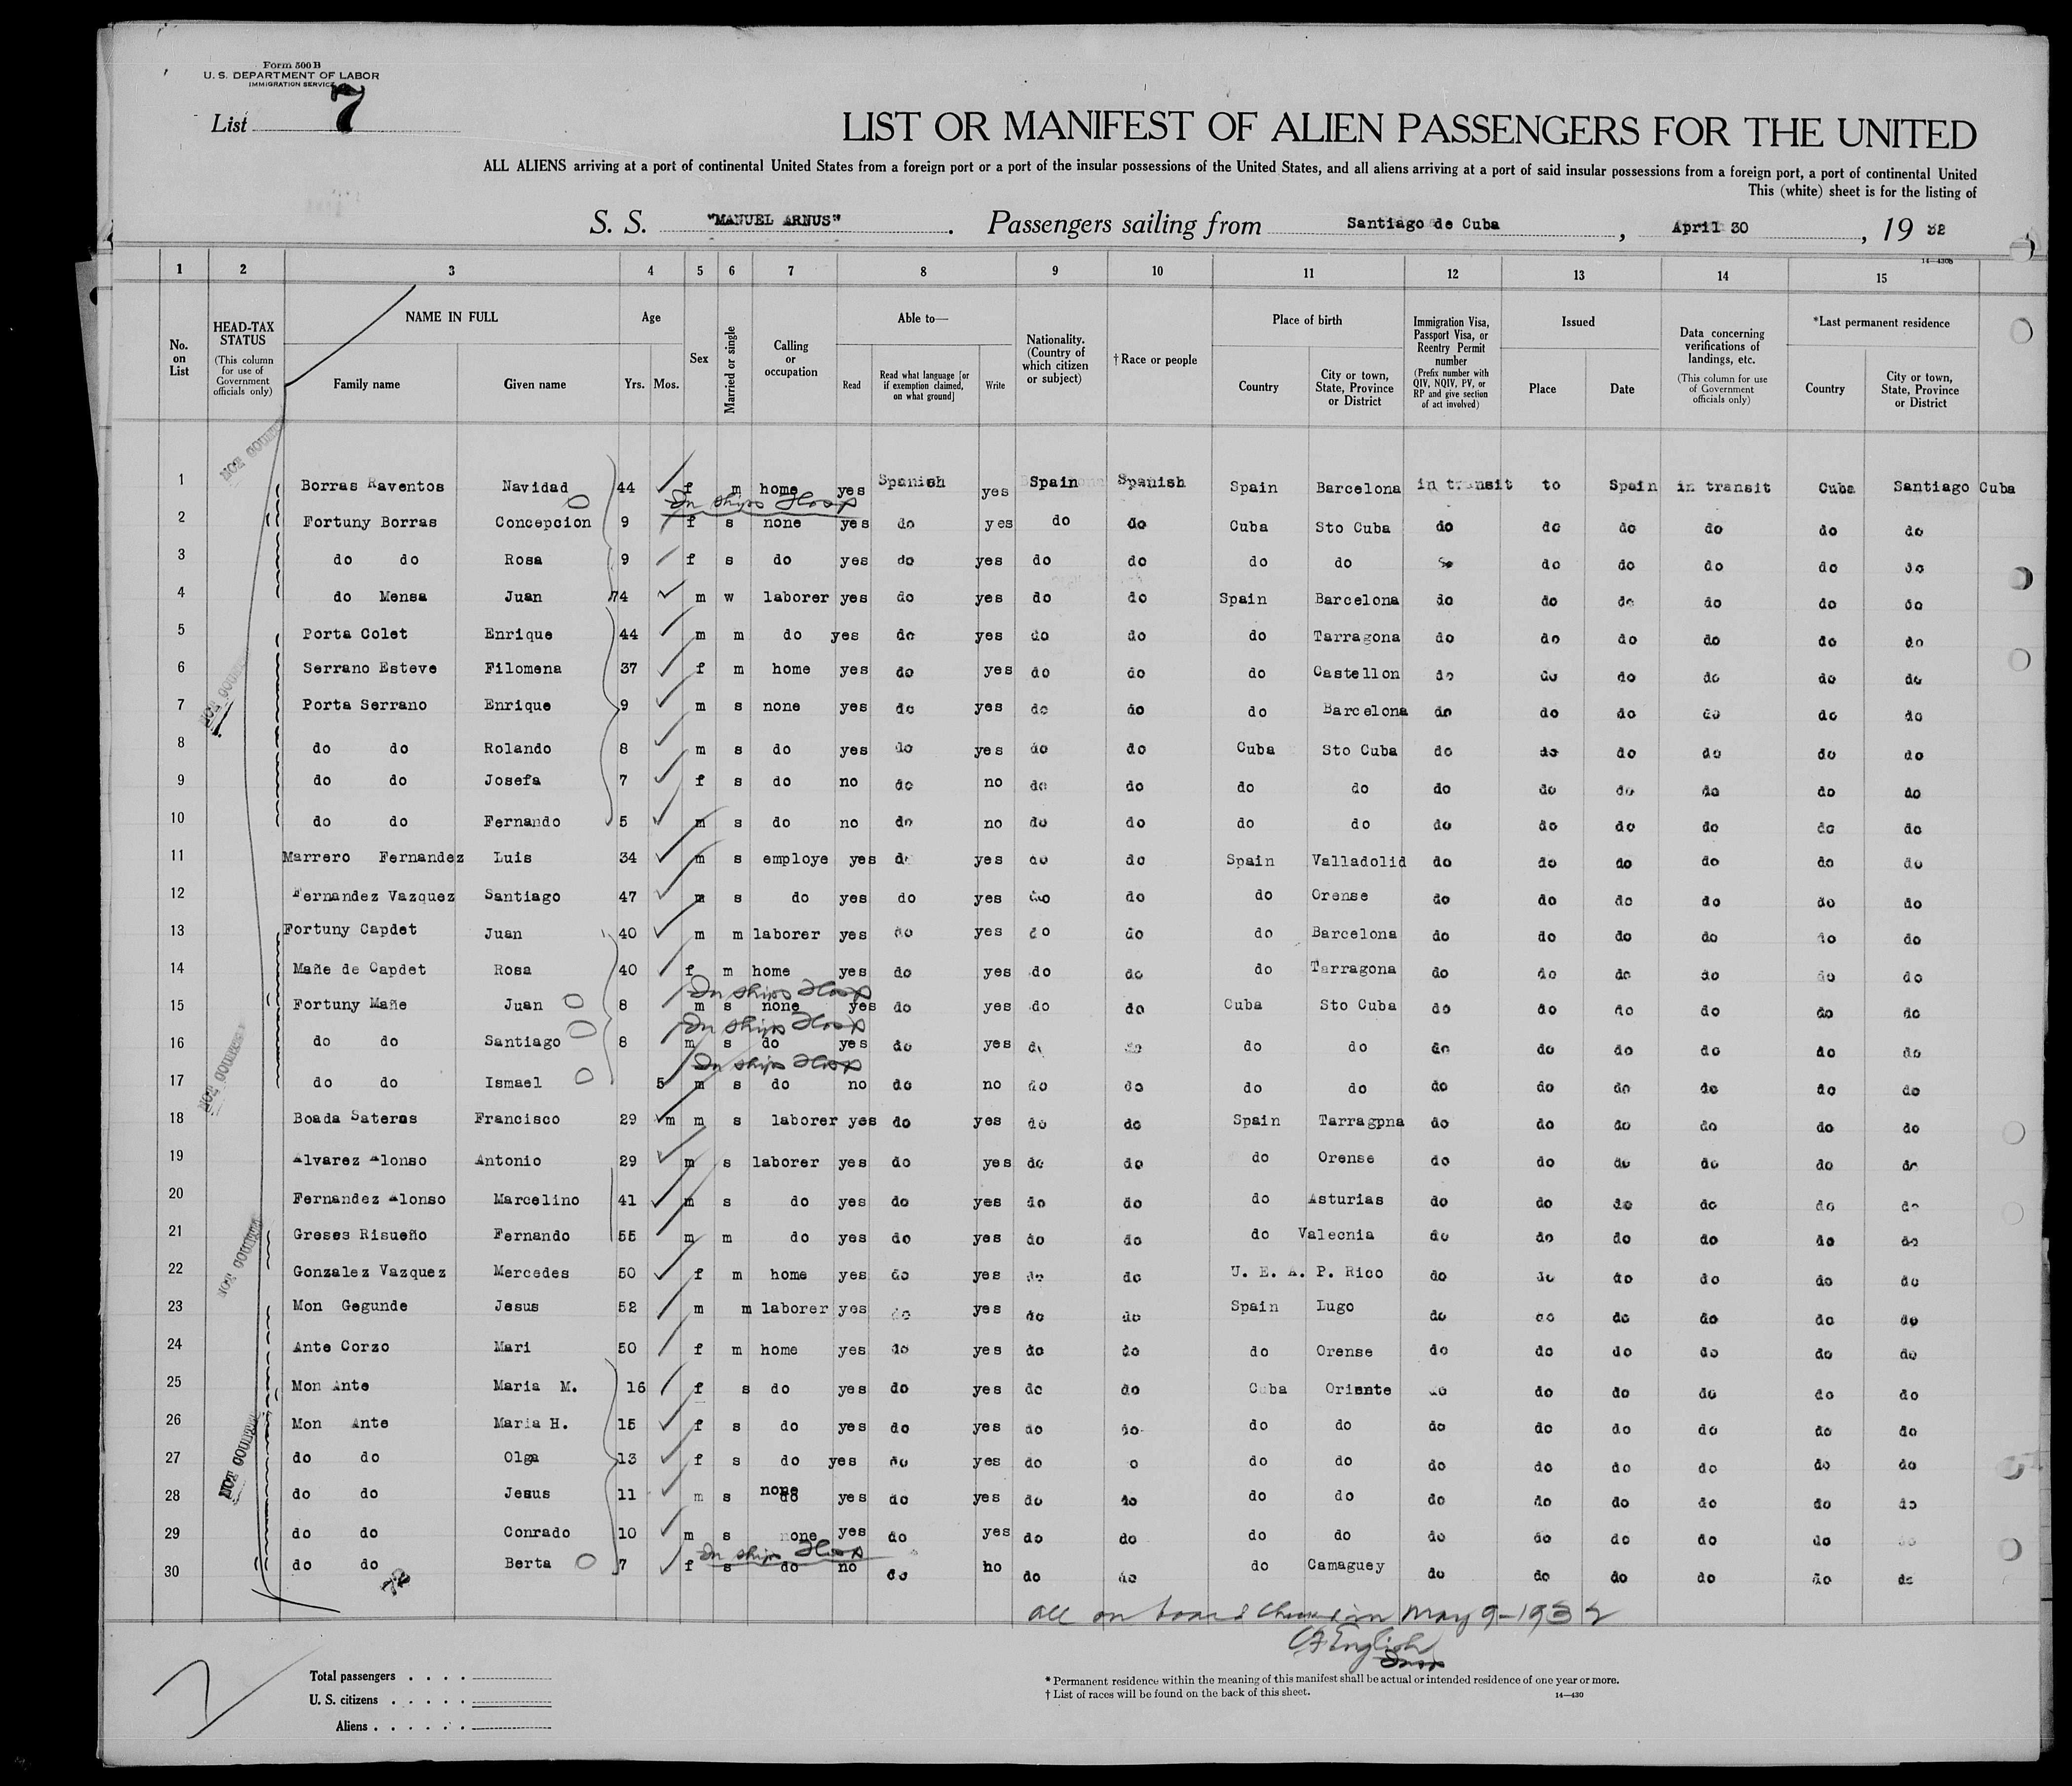 Form 500 B
U. S. DEPARTMENT OF LABOR
IMMIGRATION SERVICE
List 7
LIST OR MANIFEST OF ALIEN PASSENGERS FOR THE UNITED
ALL ALIENS arriving at a port of continental United States from a foreign port or a port of the insular possessions of the United States, and all aliens arriving at a port of said insular possessions from a foreign port, a port of continental United
This (white) sheet is for the listing of
S. S. "MANUEL ARNUS". Passengers sailing from Santiago de Cuba, April 30, 19 32
14—430b
1 2 3 4 5 6 7 8 9 10 11 12 13 14 15
No. on List
HEAD-TAX STATUS (This column for use of Government officials only)
NAME IN FULL Family name Given name
Age Yrs. Mos.
Sex
Married or single
Calling or occupation
Able to— Read Read what language [or if exemption claimed, on what ground] Write
Nationality. (Country of which citizen or subject)
† Race or people
Place of birth Country City or town, State, Province or District
Immigration Visa, Passport Visa, or Reentry Permit number (Prefix number with QIV, NQIV, PV, or RP and give section of act involved)
Issued Place Date
Data concerning verifications of landings, etc. (This column for use of Government officials only)
*Last permanent residence Country City or town, State, Province or District
NOT COUNTED
1 Borras Raventos Navidad 44 f m home yes Spanish yes Spain Spanish Spain Barcelona in transit to Spain in transit Cuba Santiago Cuba
In Ships Hosp
2 Fortuny Borras Concepcion 9 f s none yes do yes do do Cuba Sto Cuba do do do do do do
3 do do Rosa 9 f s do yes do yes do do do do do do do do do do
4 do Mensa Juan 74 m w laborer yes do yes do do Spain Barcelona do do do do do do
5 Porta Colet Enrique 44 m m do yes do yes do do do Tarragona do do do do do do
6 Serrano Esteve Filomena 37 f m home yes do yes do do do Castellon do do do do do do
7 Porta Serrano Enrique 9 m s none yes do yes do do do Barcelona do do do do do do
NOT COUNTED
8 do do Rolando 8 m s do yes do yes do do Cuba Sto Cuba do do do do do do
9 do do Josefa 7 f s do no do no do do do do do do do do do do
10 do do Fernando 5 m s do no do no do do do do do do do do do do
11 Marrero Fernandez Luis 34 m s employe yes do yes do do Spain Valladolid do do do do do do
12 Fernandez Vazquez Santiago 47 m s do yes do yes do do do Orense do do do do do do
13 Fortuny Capdet Juan 40 m m laborer yes do yes do do do Barcelona do do do do do do
14 Mañe de Capdet Rosa 40 f m home yes do yes do do do Tarragona do do do do do do
In Ships Hosp
15 Fortuny Mañe Juan 8 m s none yes do yes do do Cuba Sto Cuba do do do do do do
In Ships Hosp
16 do do Santiago 8 m s do yes do yes do do do do do do do do do do
In Ships Hosp
17 do do Ismael 5 m s do no do no do do do do do do do do do do
NOT COUNTED
18 Boada Sateras Francisco 29 m m s laborer yes do yes do do Spain Tarragpna do do do do do do
19 Alvarez Alonso Antonio 29 m s laborer yes do yes do do do Orense do do do do do do
20 Fernandez Alonso Marcelino 41 m s do yes do yes do do do Asturias do do do do do do
21 Greses Risueño Fernando 55 m m do yes do yes do do do Valecnia do do do do do do
NOT COUNTED
22 Gonzalez Vazquez Mercedes 50 f m home yes do yes do do U. E. A. P. Rico do do do do do do
23 Mon Gegunde Jesus 52 m m laborer yes do yes do do Spain Lugo do do do do do do
24 Ante Corzo Mari 50 f m home yes do yes do do do Orense do do do do do do
25 Mon Ante Maria M. 16 f s do yes do yes do do Cuba Oriente do do do do do do
26 Mon Ante Maria H. 15 f s do yes do yes do do do do do do do do do do
27 do do Olga 13 f s do yes do yes do o do do do do do do do do
NOT COUNTED
28 do do Jesus 11 m s none do yes do yes do do do do do do do do do do
29 do do Conrado 10 m s none yes do yes do do do do do do do do do do
In Ships Hosp
30 do do Berta 7 f s do no do ho do do do Camaguey do do do do do do
all on board May 9-1932
C F English
Insp
Total passengers
U. S. citizens
Aliens
* Permanent residence within the meaning of this manifest shall be actual or intended residence of one year or more.
† List of races will be found on the back of this sheet.
14—430